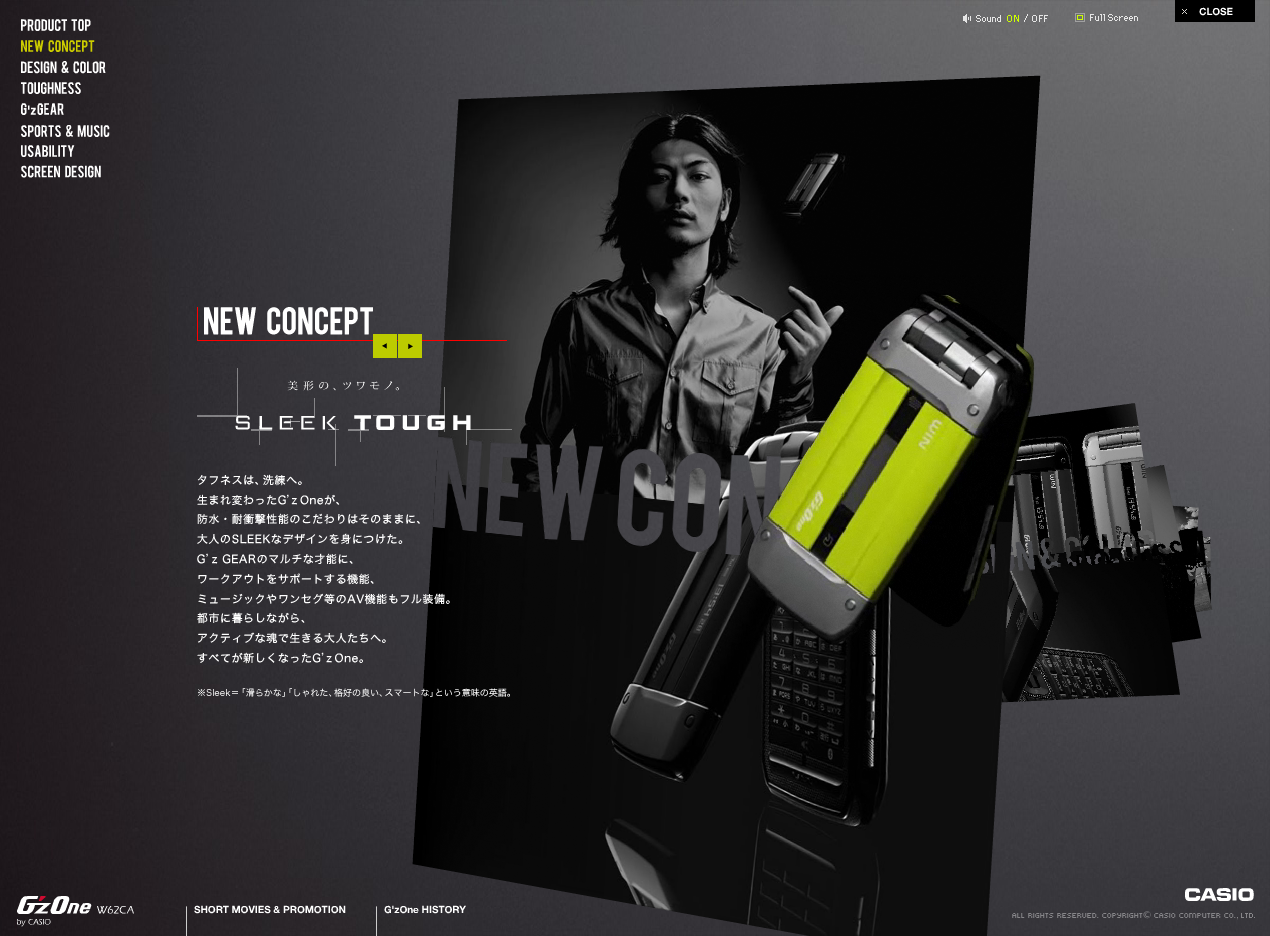 PRODUCT TOP
NEW CONCEPT
DESIGN & COLOR
TOUGHNESS
G'zGEAR
SPORTS & MUSIC
USABILITY
SCREEN DESIGN
Sound ON / OFF
Full Screen
× CLOSE
NEW CONCEPT
美形の、ツワモノ。
SLEEK TOUGH
タフネスは、洗練へ。
生まれ変わったG'z Oneが、
防水・耐衝撃性能のこだわりはそのままに、
大人のSLEEKなデザインを身につけた。
G'z GEARのマルチな才能に、
ワークアウトをサポートする機能、
ミュージックやワンセグ等のAV機能もフル装備。
都市に暮らしながら、
アクティブな魂で生きる大人たちへ。
すべてが新しくなったG'z One。
※Sleek＝「滑らかな」「しゃれた、格好の良い、スマートな」という意味の英語。
NEW CON
WIN
G'zOne
G'zOne W62CA
by CASIO
SHORT MOVIES & PROMOTION
G'zOne HISTORY
CASIO
ALL RIGHTS RESERVED. COPYRIGHT© CASIO COMPUTER CO., LTD.